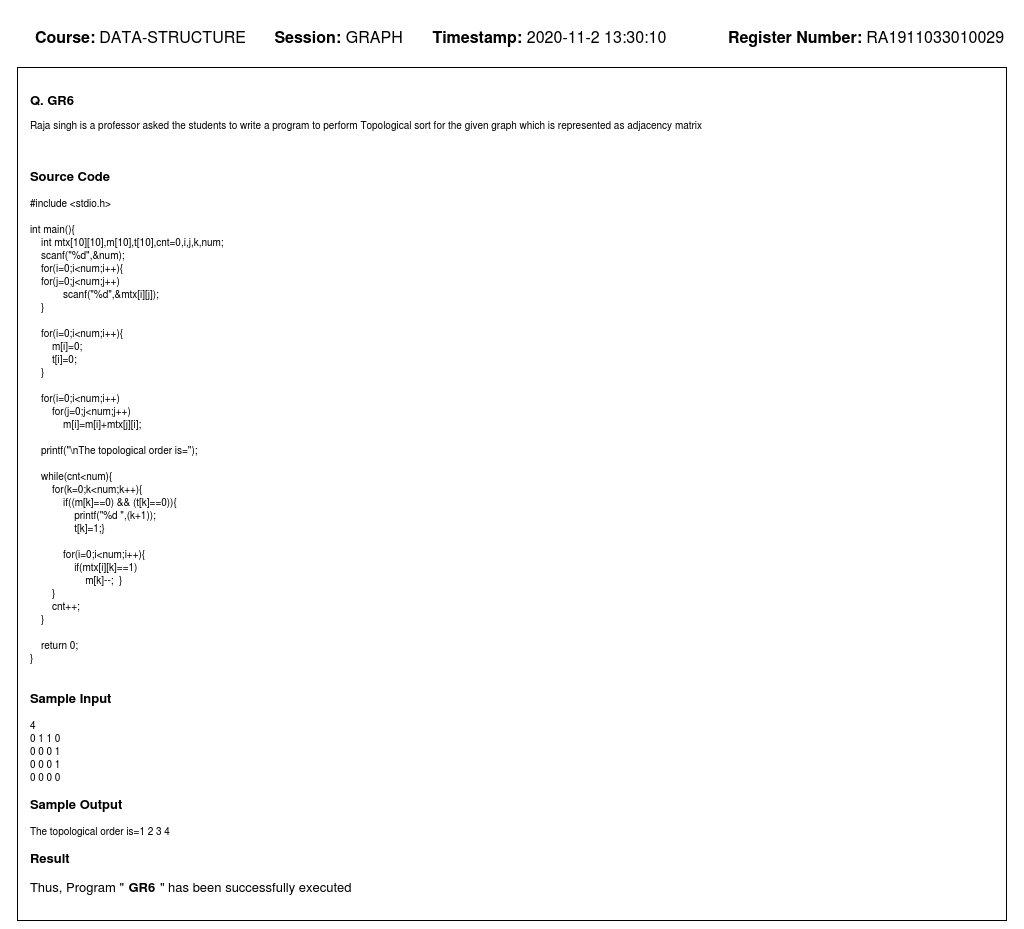 Course: DATA-STRUCTURE Session: GRAPH Timestamp: 2020-11-2 13:30:10 Register Number: RA1911033010029
Q. GR6
Raja singh is a professor asked the students to write a program to perform Topological sort for the given graph which is represented as adjacency matrix
Source Code
#include <stdio.h>
int main(){
    int mtx[10][10],m[10],t[10],cnt=0,i,j,k,num;
    scanf("%d",&num);
    for(i=0;i<num;i++){
    for(j=0;j<num;j++)
            scanf("%d",&mtx[i][j]);
    }
    for(i=0;i<num;i++){
        m[i]=0;
        t[i]=0;
    }
    for(i=0;i<num;i++)
        for(j=0;j<num;j++)
            m[i]=m[i]+mtx[j][i];
    printf("\nThe topological order is=");
    while(cnt<num){
        for(k=0;k<num;k++){
            if((m[k]==0) && (t[k]==0)){
                printf("%d ",(k+1));
                t[k]=1;}
            for(i=0;i<num;i++){
                if(mtx[i][k]==1)
                    m[k]--;  }
        }
        cnt++;
    }
    return 0;
}
Sample Input
4
0 1 1 0
0 0 0 1
0 0 0 1
0 0 0 0
Sample Output
The topological order is=1 2 3 4
Result
Thus, Program " GR6 " has been successfully executed